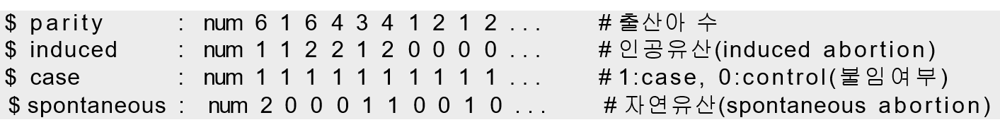 $ parity : num 6 1 6 4 3 4 1 2 1 2 ... # 출산아 수
$ induced : num 1 1 2 2 1 2 0 0 0 0 ... # 인공유산(induced abortion)
$ case : num 1 1 1 1 1 1 1 1 1 1 ... # 1:case, 0:control(불임여부)
$ spontaneous : num 2 0 0 0 1 1 0 0 1 0 ... # 자연유산(spontaneous abortion)